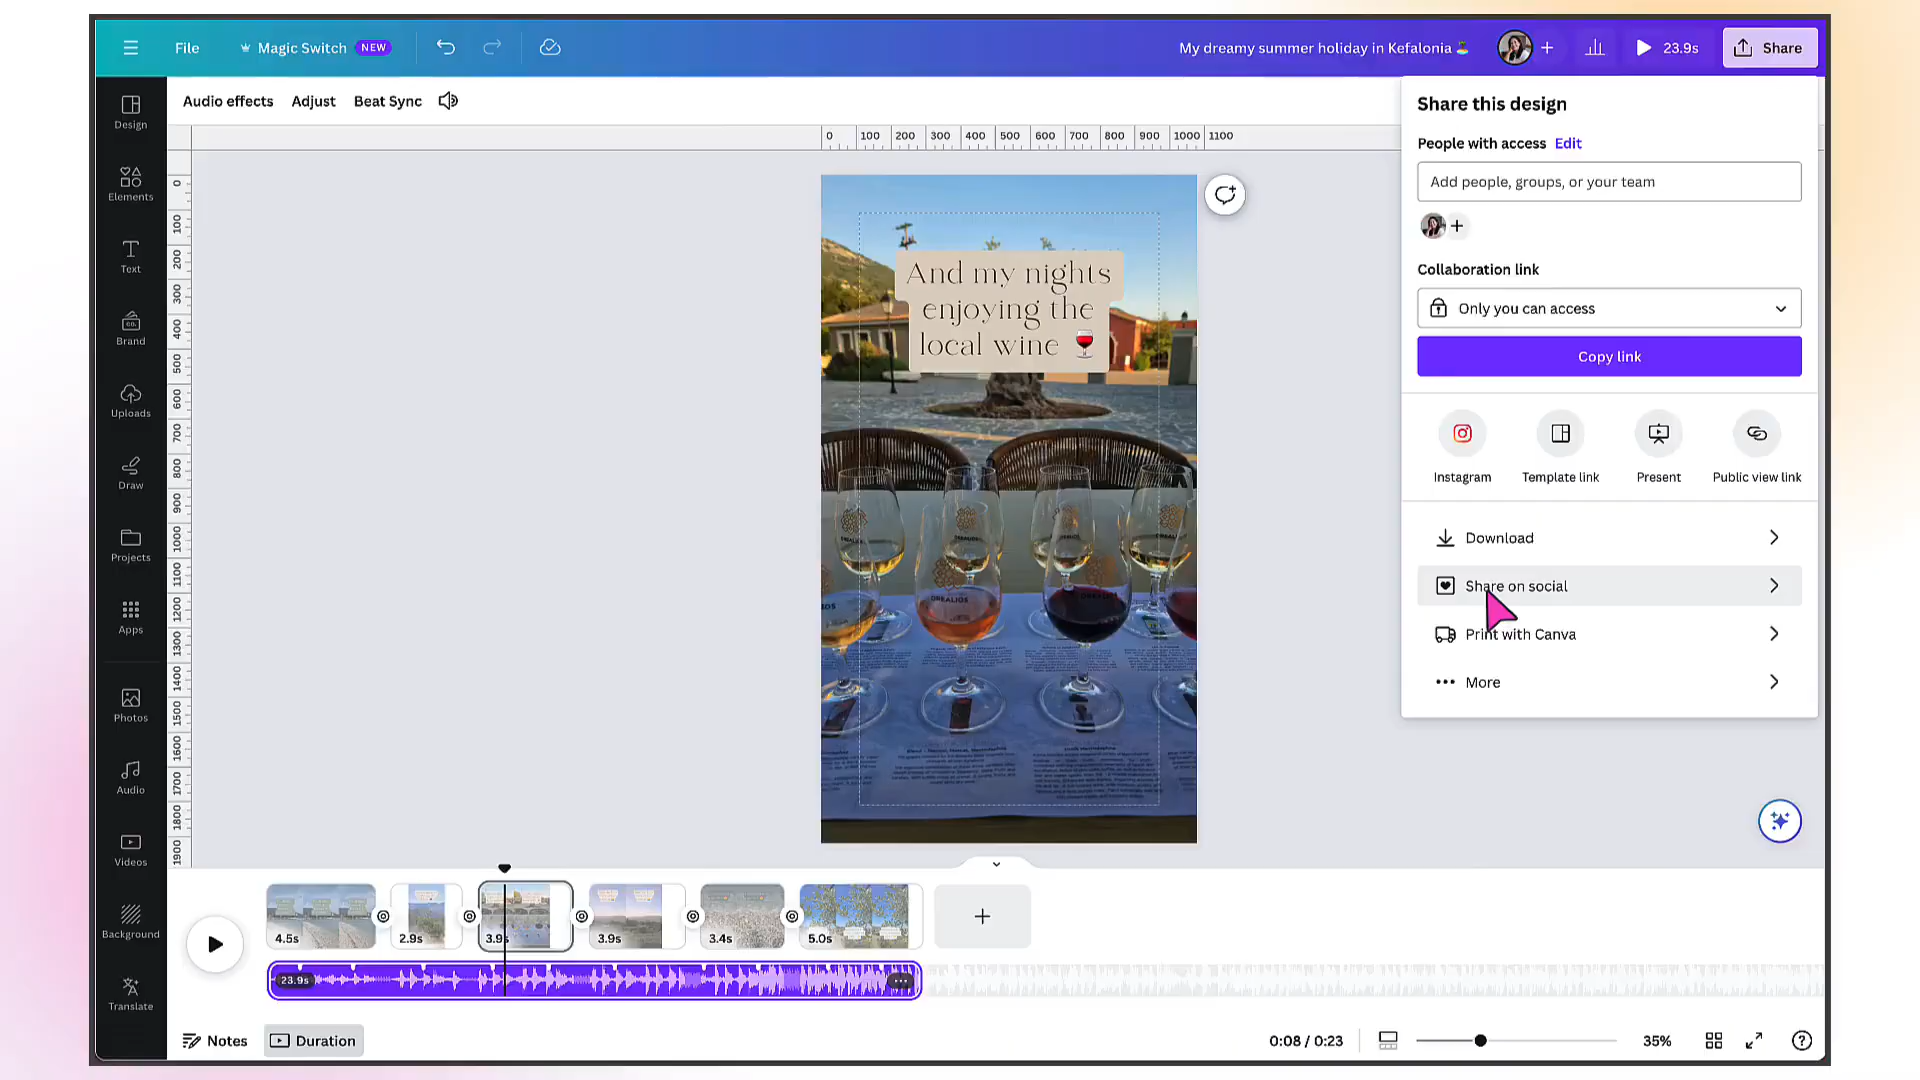 File
Magic Switch NEW
My dreamy summer holiday in Kefalonia
23.9s
Share
Design
Elements
Text
Brand
Uploads
Draw
Projects
Apps
Photos
Audio
Videos
Background
Translate
Audio effects
Adjust
Beat Sync
0 100 200 300 400 500 600 700 800 900 1000 1100
0
100
200
300
400
500
600
700
800
900
1000
1100
1200
1300
1400
1500
1600
1700
1800
1900
And my nights
enjoying the
local wine 🍷
Share this design
People with access Edit
Add people, groups, or your team
Collaboration link
Only you can access
Copy link
Instagram
Template link
Present
Public view link
Download
Share on social
Print with Canva
More
4.5s
2.9s
3.9s
3.9s
3.4s
5.0s
23.9s
Notes
Duration
0:08 / 0:23
35%